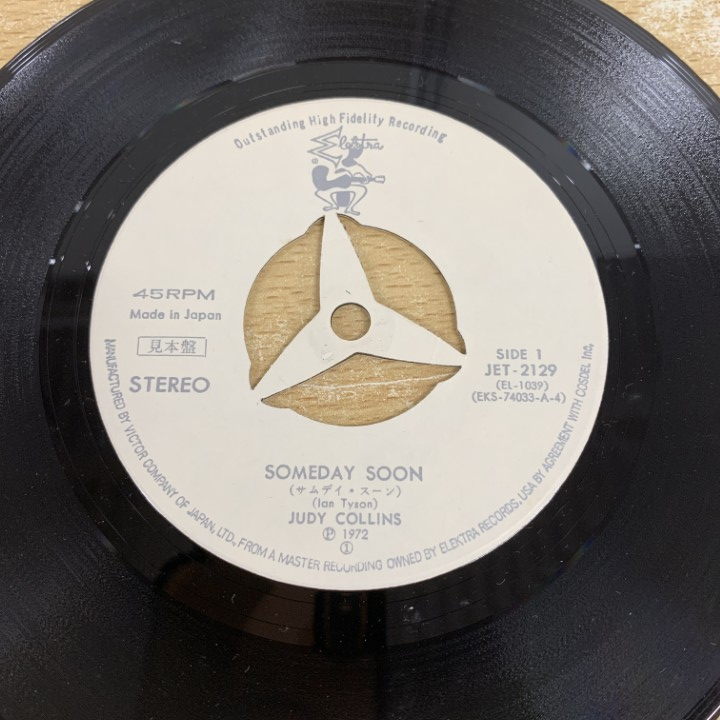 Outstanding High Fidelity Recording
Elektra
®
45RPM
Made in Japan
見本盤
STEREO
SIDE 1
JET-2129
(EL-1039)
(EKS-74033-A-4)
SOMEDAY SOON
(サムデイ・スーン)
(Ian Tyson)
JUDY COLLINS
℗ 1972
①
MANUFACTURED BY VICTOR COMPANY OF JAPAN, LTD., FROM A MASTER RECORDING OWNED BY ELEKTRA RECORDS, USA BY AGREEMENT WITH COSDEL Inc.